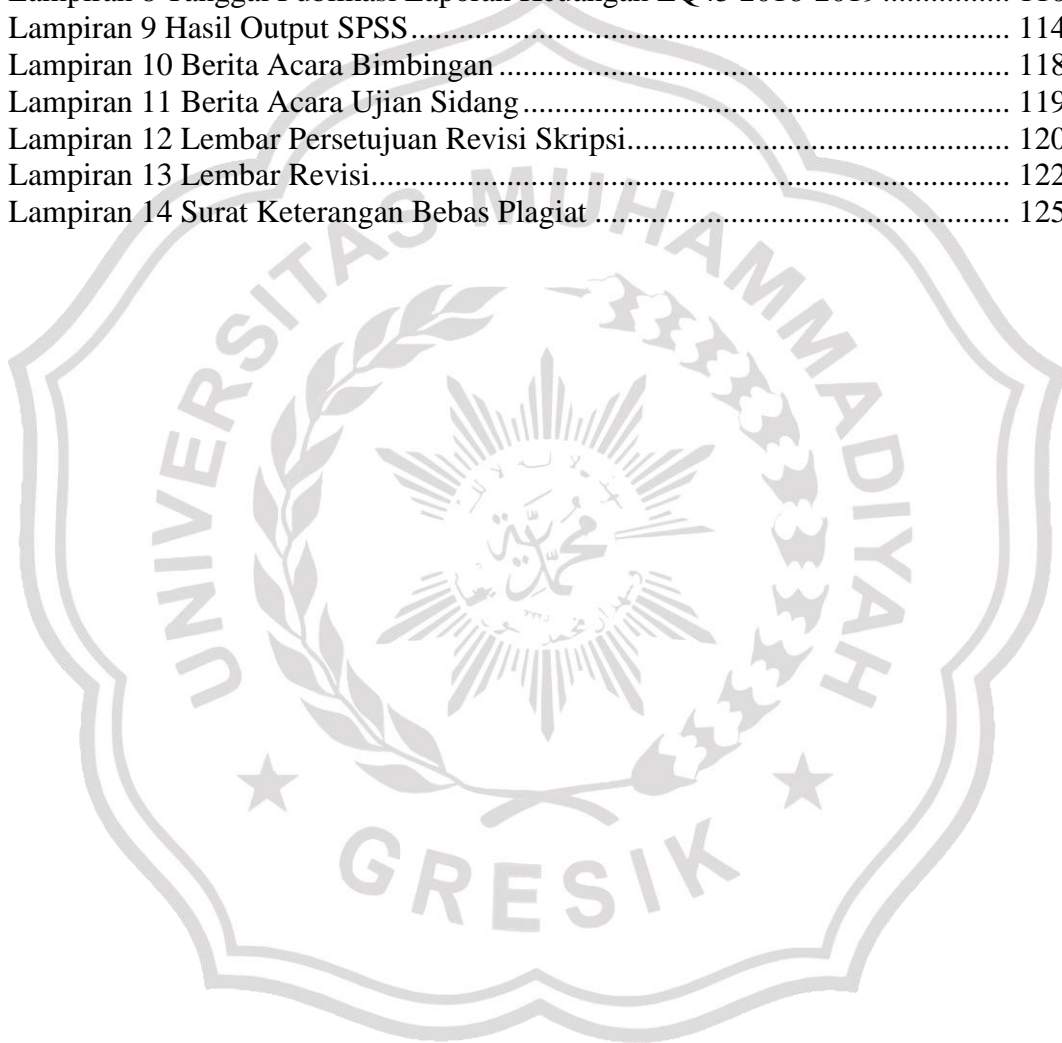 Lampiran 9 Hasil Output SPSS........................................................................... 114
Lampiran 10 Berita Acara Bimbingan ................................................................ 118
Lampiran 11 Berita Acara Ujian Sidang ............................................................. 119
Lampiran 12 Lembar Persetujuan Revisi Skripsi................................................ 120
Lampiran 13 Lembar Revisi................................................................................ 122
Lampiran 14 Surat Keterangan Bebas Plagiat .................................................... 125
UNIVERSITAS MUHAMMADIYAH
محمدية
GRESIK